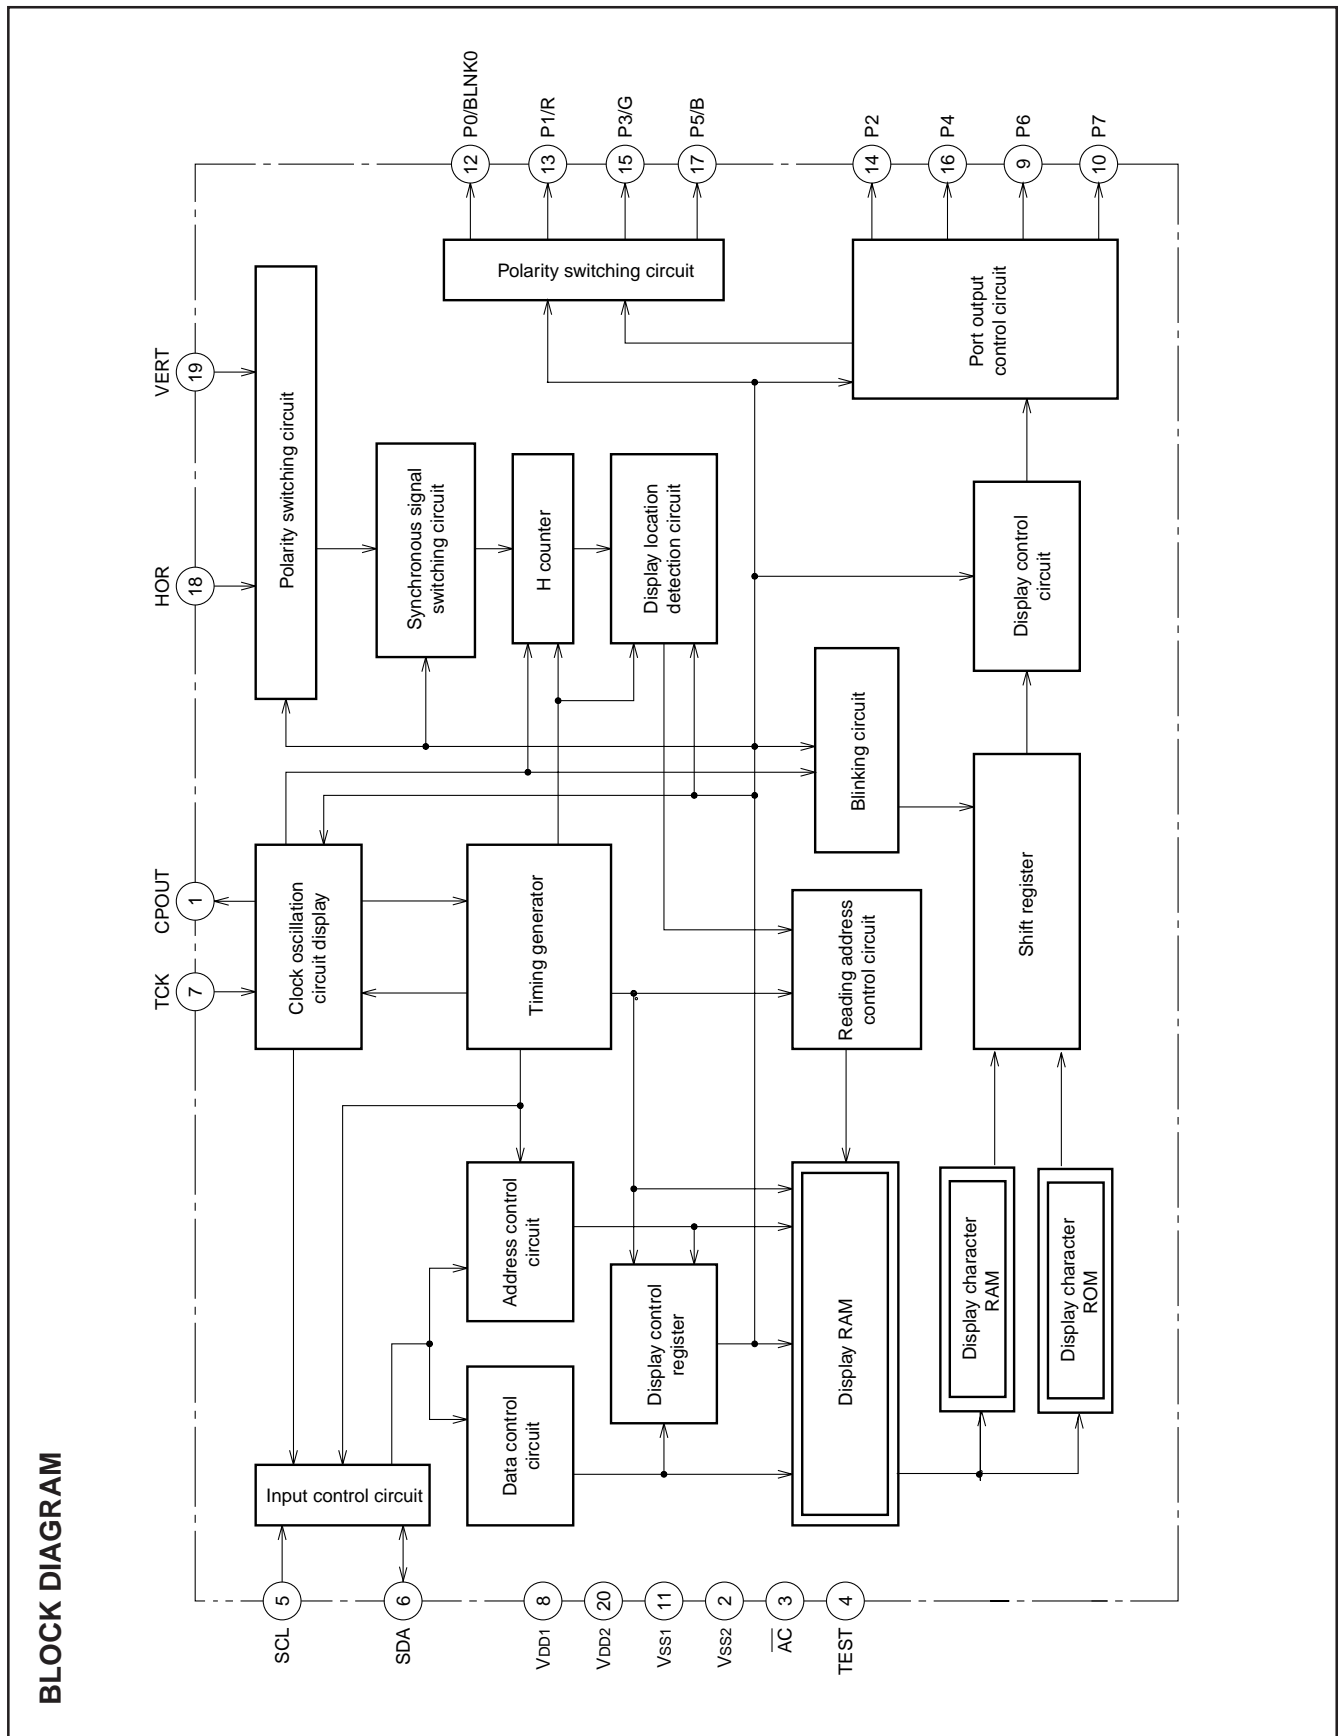 BLOCK DIAGRAM
SCL
5
SDA
6
VDD1
8
VDD2
20
VSS1
11
VSS2
2
AC
3
TEST
4
TCK
7
CPOUT
1
HOR
18
VERT
19
Input control circuit
Clock oscillation
circuit display
Polarity switching circuit
Data control
circuit
Address control
circuit
Timing generator
Synchronous signal
switching circuit
H counter
Display location
detection circuit
Display control
register
Display RAM
Reading address
control circuit
Blinking circuit
Display character
RAM
Display character
ROM
Shift register
Display control
circuit
Polarity switching circuit
Port output
control circuit
12
P0/BLNK0
13
P1/R
15
P3/G
17
P5/B
14
P2
16
P4
9
P6
10
P7